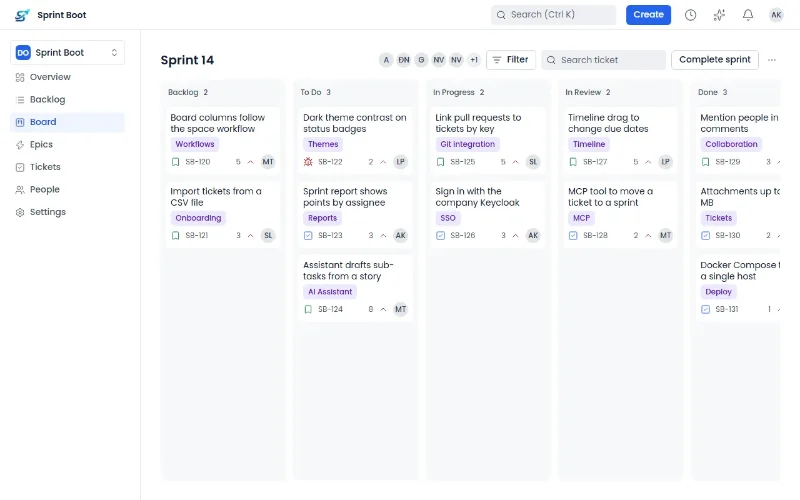 Sprint Boot
Search (Ctrl K)
Create
AK
DO Sprint Boot
Overview
Backlog
Board
Epics
Tickets
People
Settings
Sprint 14
A ĐN G NV NV +1
Filter
Search ticket
Complete sprint
Backlog 2
Board columns follow
the space workflow
Workflows
SB-120 5 MT
Import tickets from a
CSV file
Onboarding
SB-121 3 SL
To Do 3
Dark theme contrast on
status badges
Themes
SB-122 2 LP
Sprint report shows
points by assignee
Reports
SB-123 3 AK
Assistant drafts sub-
tasks from a story
AI Assistant
SB-124 8 MT
In Progress 2
Link pull requests to
tickets by key
Git integration
SB-125 5 SL
Sign in with the
company Keycloak
SSO
SB-126 3 AK
In Review 2
Timeline drag to
change due dates
Timeline
SB-127 5 LP
MCP tool to move a
ticket to a sprint
MCP
SB-128 2 MT
Done 3
Mention people in
comments
Collaboration
SB-129 3
Attachments up to
MB
Tickets
SB-130 2
Docker Compose
a single host
Deploy
SB-131 1